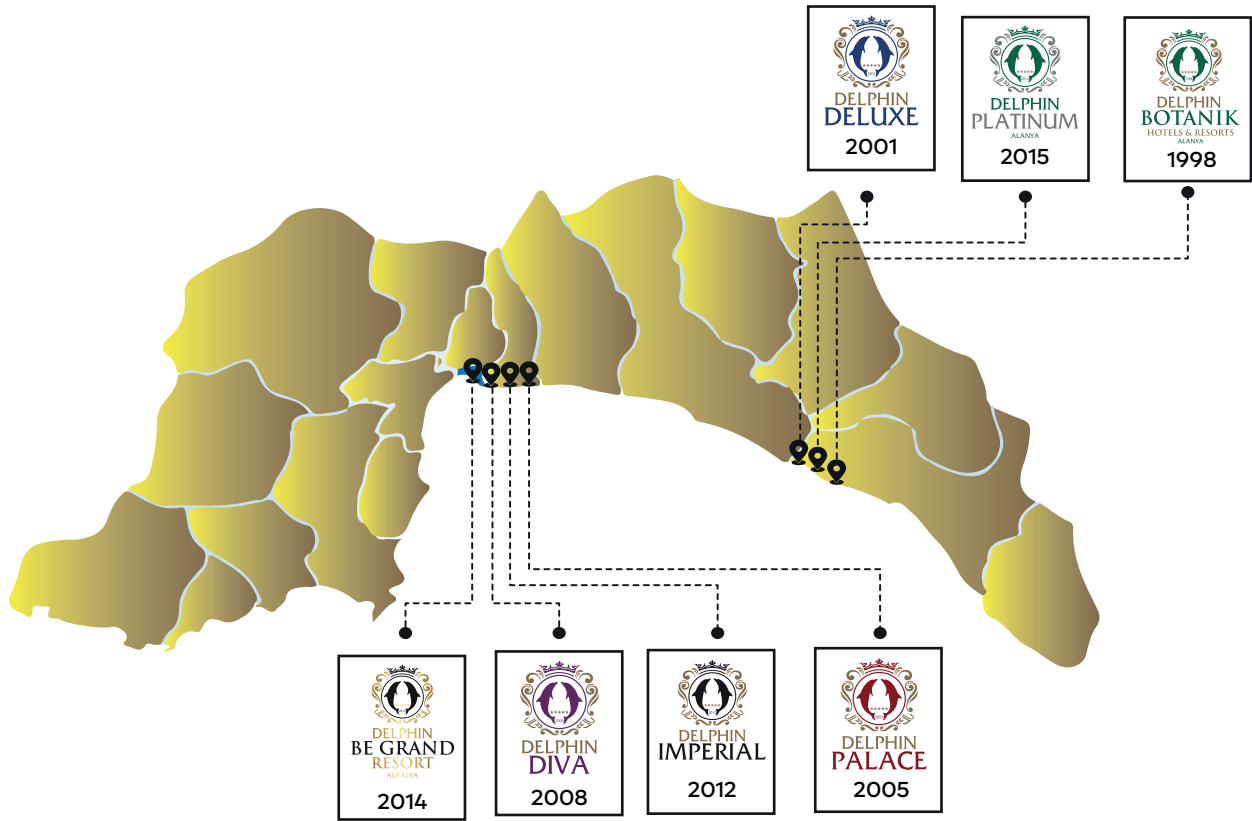 DELPHIN
DELUXE
2001
DELPHIN
PLATINUM
ALANYA
2015
DELPHIN
BOTANIK
HOTELS & RESORTS
ALANYA
1998
DELPHIN
BE GRAND
RESORT
ANTALYA
2014
DELPHIN
DIVA
2008
DELPHIN
IMPERIAL
2012
DELPHIN
PALACE
2005